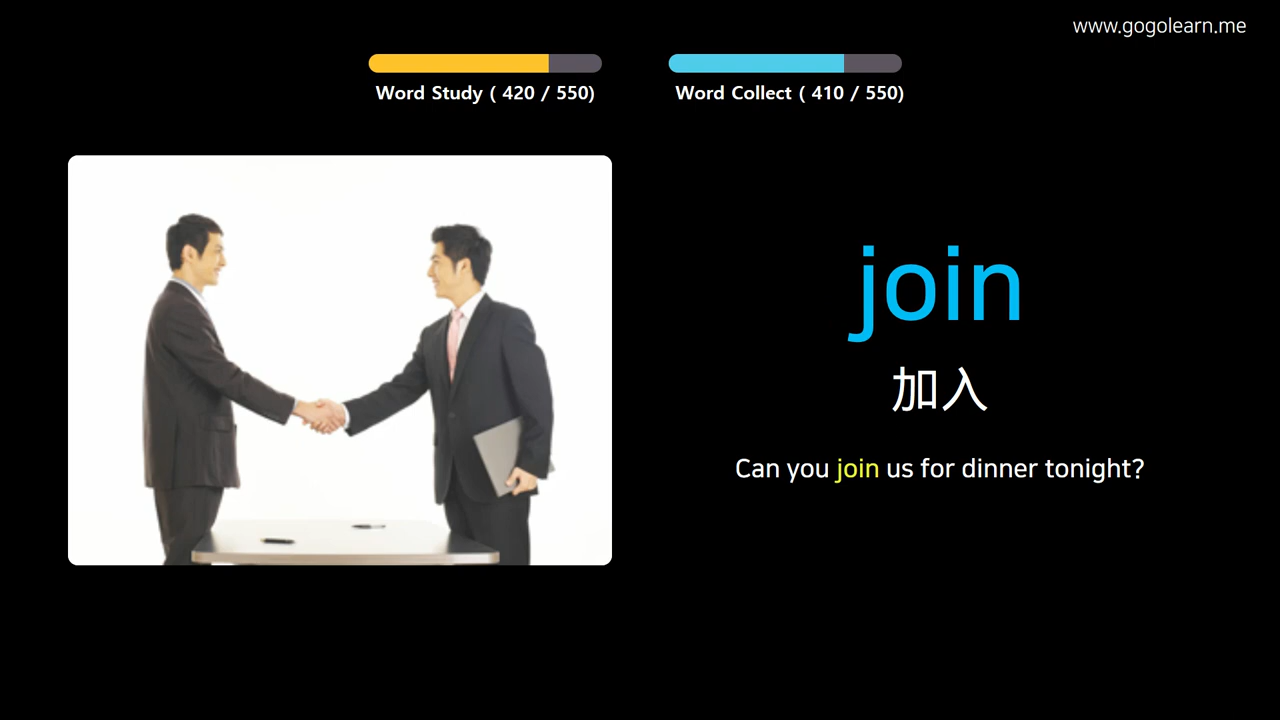 www.gogolearn.me
Word Study ( 420 / 550)
Word Collect ( 410 / 550)
join
加入
Can you join us for dinner tonight?